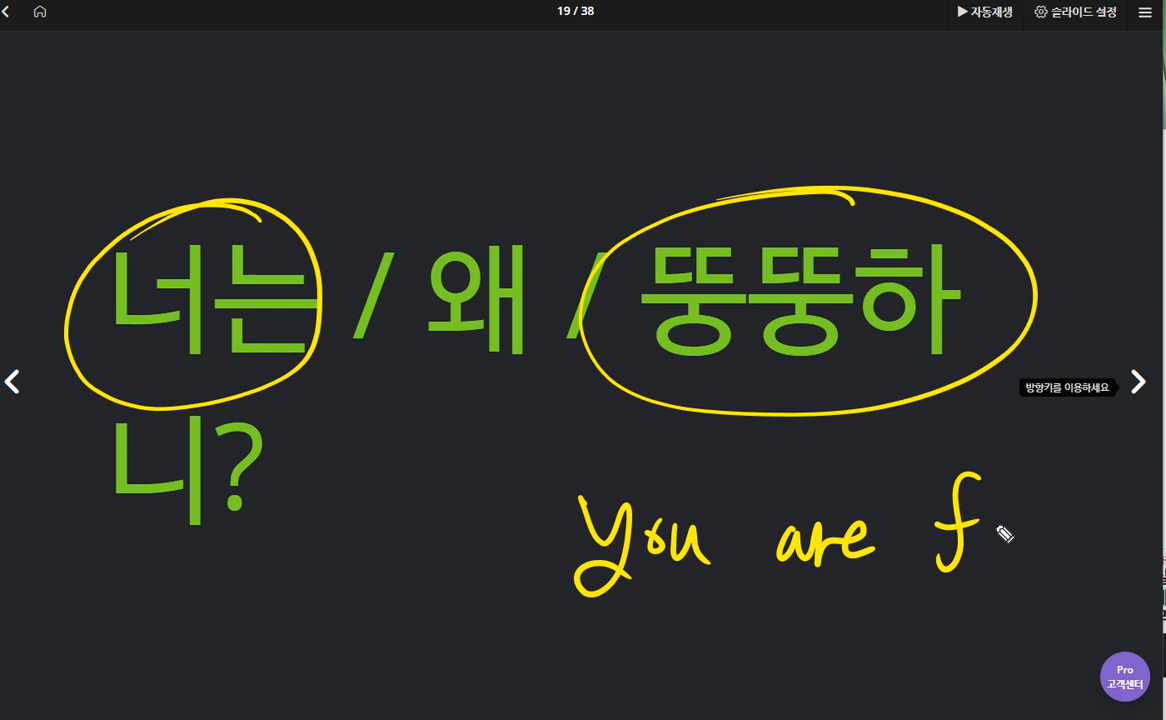 19 / 38
자동재생
슬라이드 설정
너는 / 왜 / 뚱뚱하
니?
방향키를 이용하세요
you are f
Pro
고객센터